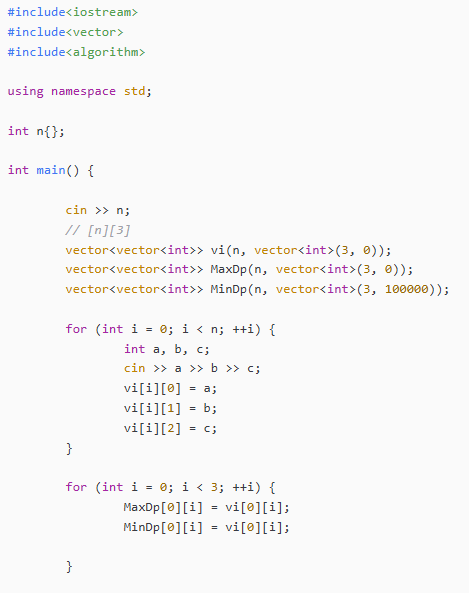 #include<iostream>
#include<vector>
#include<algorithm>
using namespace std;
int n{};
int main() {
cin >> n;
// [n][3]
vector<vector<int>> vi(n, vector<int>(3, 0));
vector<vector<int>> MaxDp(n, vector<int>(3, 0));
vector<vector<int>> MinDp(n, vector<int>(3, 100000));
for (int i = 0; i < n; ++i) {
int a, b, c;
cin >> a >> b >> c;
vi[i][0] = a;
vi[i][1] = b;
vi[i][2] = c;
}
for (int i = 0; i < 3; ++i) {
MaxDp[0][i] = vi[0][i];
MinDp[0][i] = vi[0][i];
}